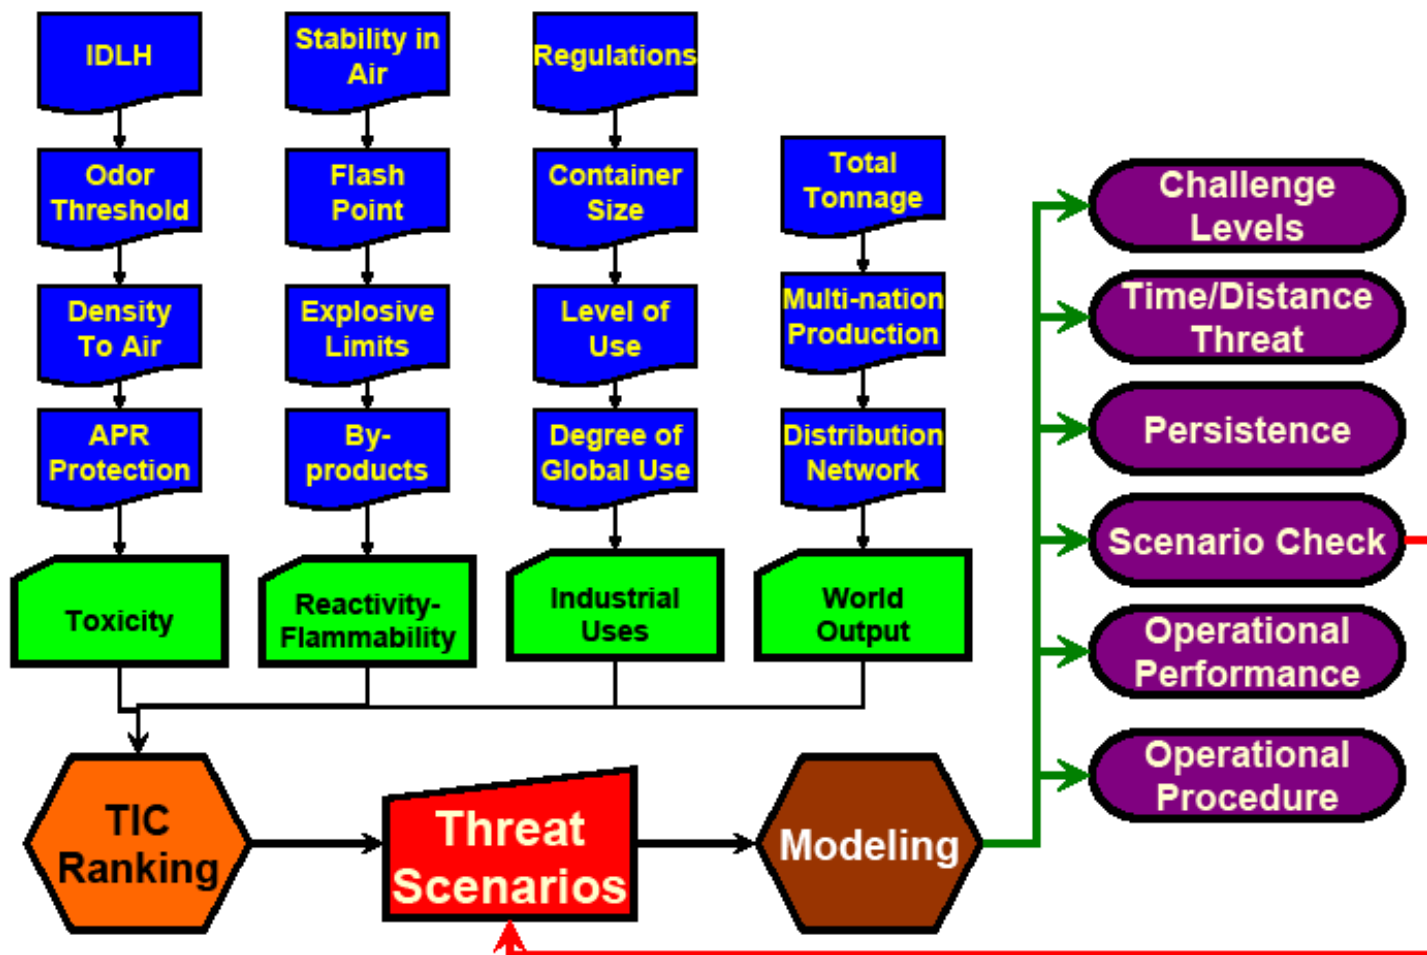 IDLH
Odor
Threshold
Density
To Air
APR
Protection
Toxicity
Stability in
Air
Flash
Point
Explosive
Limits
By-
products
Reactivity-
Flammability
Regulations
Container
Size
Level of
Use
Degree of
Global Use
Industrial
Uses
Total
Tonnage
Multi-nation
Production
Distribution
Network
World
Output
TIC
Ranking
Threat
Scenarios
Modeling
Challenge
Levels
Time/Distance
Threat
Persistence
Scenario Check
Operational
Performance
Operational
Procedure